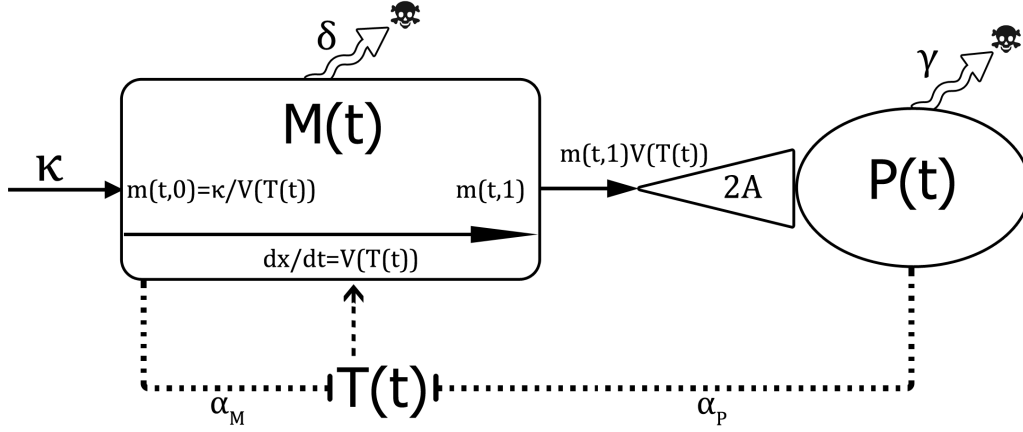 δ
γ
M(t)
κ
m(t,1)V(T(t))
m(t,0)=κ/V(T(t))
m(t,1)
2A
P(t)
dx/dt=V(T(t))
T(t)
α_M
α_P